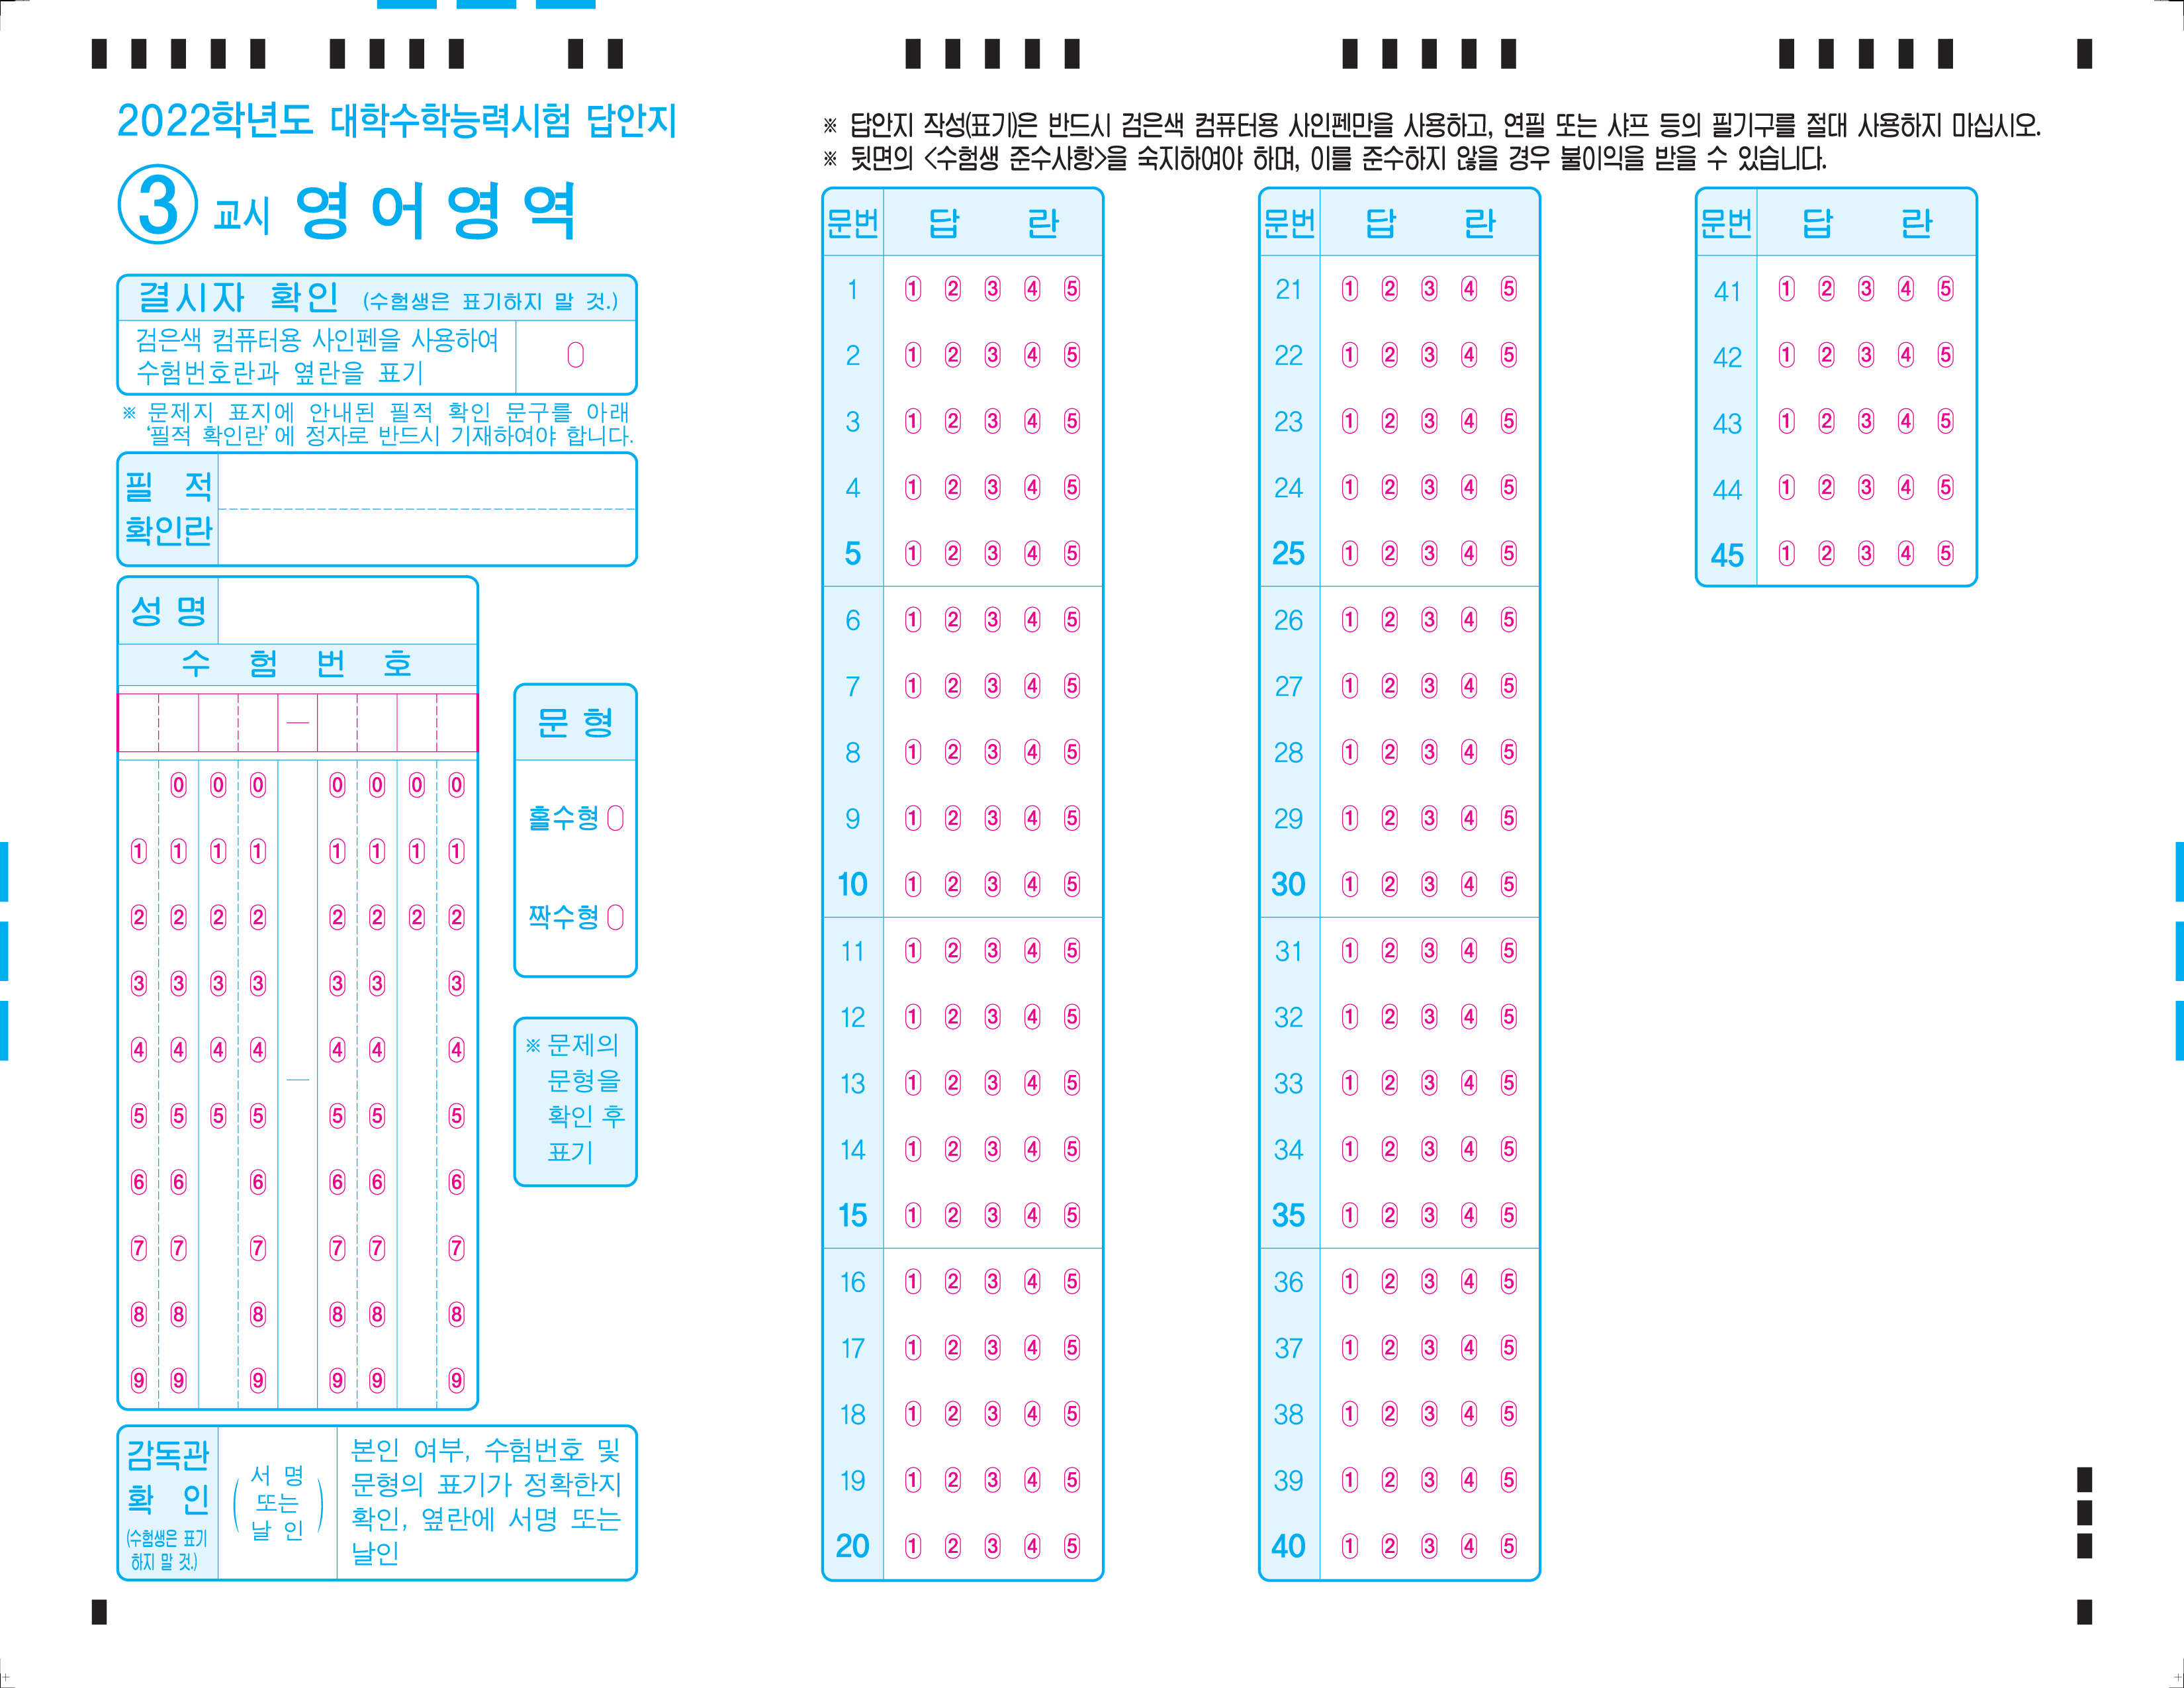 2022학년도 대학수학능력시험 답안지
3 교시 영어영역
결시자 확인 (수험생은 표기하지 말 것.)
검은색 컴퓨터용 사인펜을 사용하여
수험번호란과 옆란을 표기
※ 문제지 표지에 안내된 필적 확인 문구를 아래
‘필적 확인란’에 정자로 반드시 기재하여야 합니다.
필 적
확인란
성 명
수 험 번 호
—
0 0 0 0 0 0 0
1 1 1 1 1 1 1 1
2 2 2 2 2 2 2 2
3 3 3 3 3 3 3
4 4 4 4 4 4 4
—
5 5 5 5 5 5 5
6 6 6 6 6 6
7 7 7 7 7 7
8 8 8 8 8 8
9 9 9 9 9 9
문 형
홀수형
짝수형
※ 문제의
문형을
확인 후
표기
감독관
확 인
(수험생은 표기
하지 말 것.)
(서 명
또는
날 인)
본인 여부, 수험번호 및
문형의 표기가 정확한지
확인, 옆란에 서명 또는
날인
※ 답안지 작성(표기)은 반드시 검은색 컴퓨터용 사인펜만을 사용하고, 연필 또는 샤프 등의 필기구를 절대 사용하지 마십시오.
※ 뒷면의 <수험생 준수사항>을 숙지하여야 하며, 이를 준수하지 않을 경우 불이익을 받을 수 있습니다.
문번 답 란
1 1 2 3 4 5
2 1 2 3 4 5
3 1 2 3 4 5
4 1 2 3 4 5
5 1 2 3 4 5
6 1 2 3 4 5
7 1 2 3 4 5
8 1 2 3 4 5
9 1 2 3 4 5
10 1 2 3 4 5
11 1 2 3 4 5
12 1 2 3 4 5
13 1 2 3 4 5
14 1 2 3 4 5
15 1 2 3 4 5
16 1 2 3 4 5
17 1 2 3 4 5
18 1 2 3 4 5
19 1 2 3 4 5
20 1 2 3 4 5
문번 답 란
21 1 2 3 4 5
22 1 2 3 4 5
23 1 2 3 4 5
24 1 2 3 4 5
25 1 2 3 4 5
26 1 2 3 4 5
27 1 2 3 4 5
28 1 2 3 4 5
29 1 2 3 4 5
30 1 2 3 4 5
31 1 2 3 4 5
32 1 2 3 4 5
33 1 2 3 4 5
34 1 2 3 4 5
35 1 2 3 4 5
36 1 2 3 4 5
37 1 2 3 4 5
38 1 2 3 4 5
39 1 2 3 4 5
40 1 2 3 4 5
문번 답 란
41 1 2 3 4 5
42 1 2 3 4 5
43 1 2 3 4 5
44 1 2 3 4 5
45 1 2 3 4 5